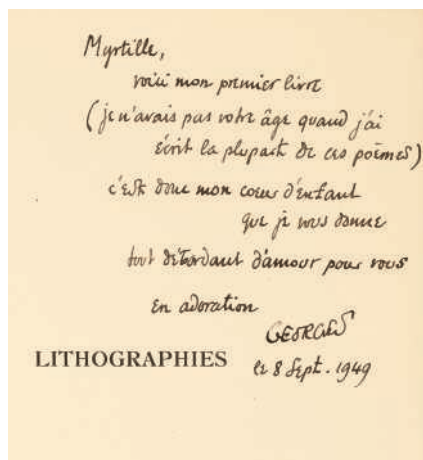 Myrtille,
voici mon premier livre
(je n'avais pas votre âge quand j'ai
écrit la plupart de ces poèmes)
c'est donc mon cœur d'enfant
que je vous donne
tout débordant d'amour pour vous
En adoration
GEORGES
LITHOGRAPHIES
le 8 Sept. 1949